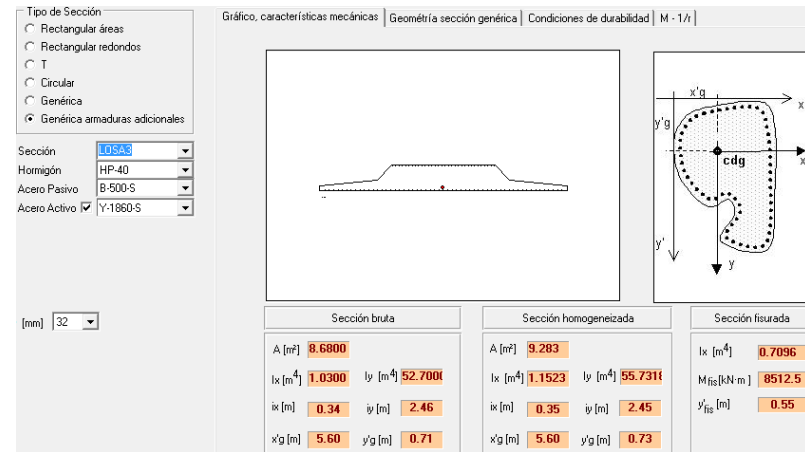 Tipo de Sección
Rectangular áreas
Rectangular redondos
T
Circular
Genérica
Genérica armaduras adicionales
Sección LOSA3
Hormigón HP-40
Acero Pasivo B-500-S
Acero Activo Y-1860-S
[mm] 32
Gráfico, características mecánicas Geométría sección genérica Condiciones de durabilidad M - 1/r
x'g
x
y'g
cdg
x
y'
y
Sección bruta
A [m²] 8.6800
Ix [m4] 1.0300 Iy [m4] 52.700
ix [m] 0.34 iy [m] 2.46
x'g [m] 5.60 y'g [m] 0.71
Sección homogeneizada
A [m²] 9.283
Ix [m4] 1.1523 Iy [m4] 55.731
ix [m] 0.35 iy [m] 2.45
x'g [m] 5.60 y'g [m] 0.73
Sección fisurada
Ix [m4] 0.7096
Mfis [kN·m] 8512.5
y'fis [m] 0.55